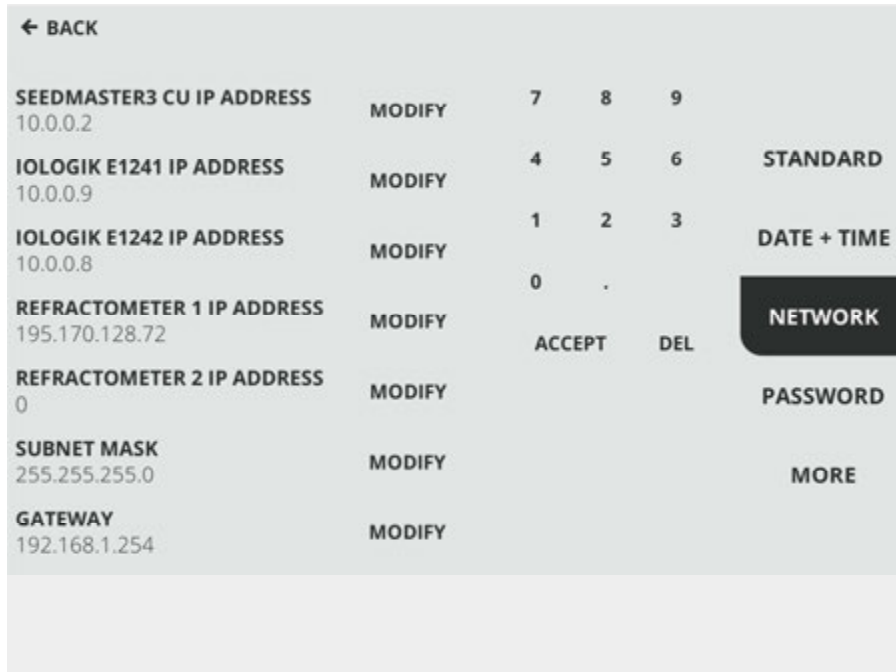 ← BACK
SEEDMASTER3 CU IP ADDRESS
10.0.0.2
MODIFY
IOLOGIK E1241 IP ADDRESS
10.0.0.9
MODIFY
IOLOGIK E1242 IP ADDRESS
10.0.0.8
MODIFY
REFRACTOMETER 1 IP ADDRESS
195.170.128.72
MODIFY
REFRACTOMETER 2 IP ADDRESS
0
MODIFY
SUBNET MASK
255.255.255.0
MODIFY
GATEWAY
192.168.1.254
MODIFY
7 8 9
4 5 6
1 2 3
0 .
ACCEPT DEL
STANDARD
DATE + TIME
NETWORK
PASSWORD
MORE